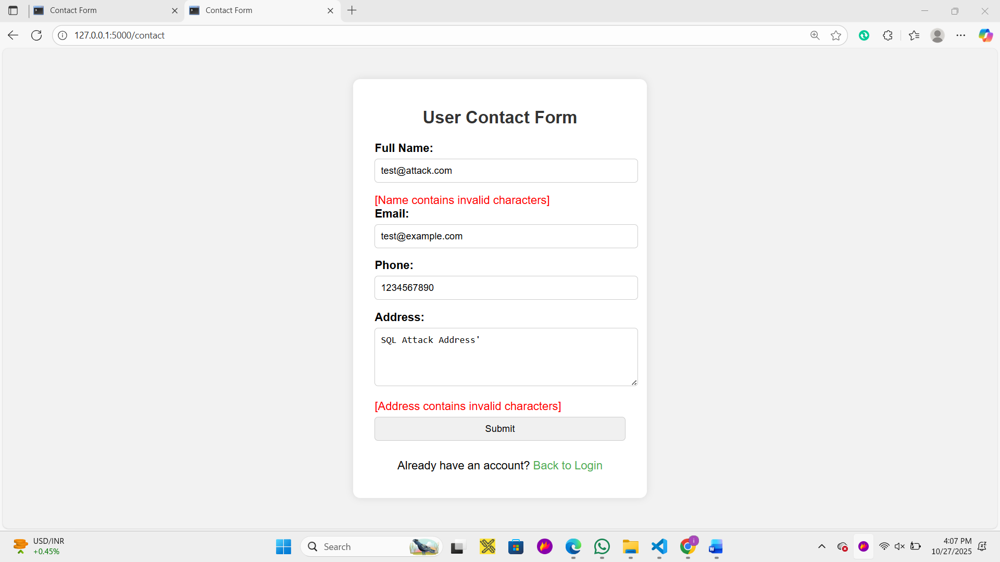 Contact Form
Contact Form
127.0.0.1:5000/contact
User Contact Form
Full Name:
test@attack.com
[Name contains invalid characters]
Email:
test@example.com
Phone:
1234567890
Address:
SQL Attack Address'
[Address contains invalid characters]
Submit
Already have an account? Back to Login
USD/INR
+0.45%
Search
4:07 PM
10/27/2025